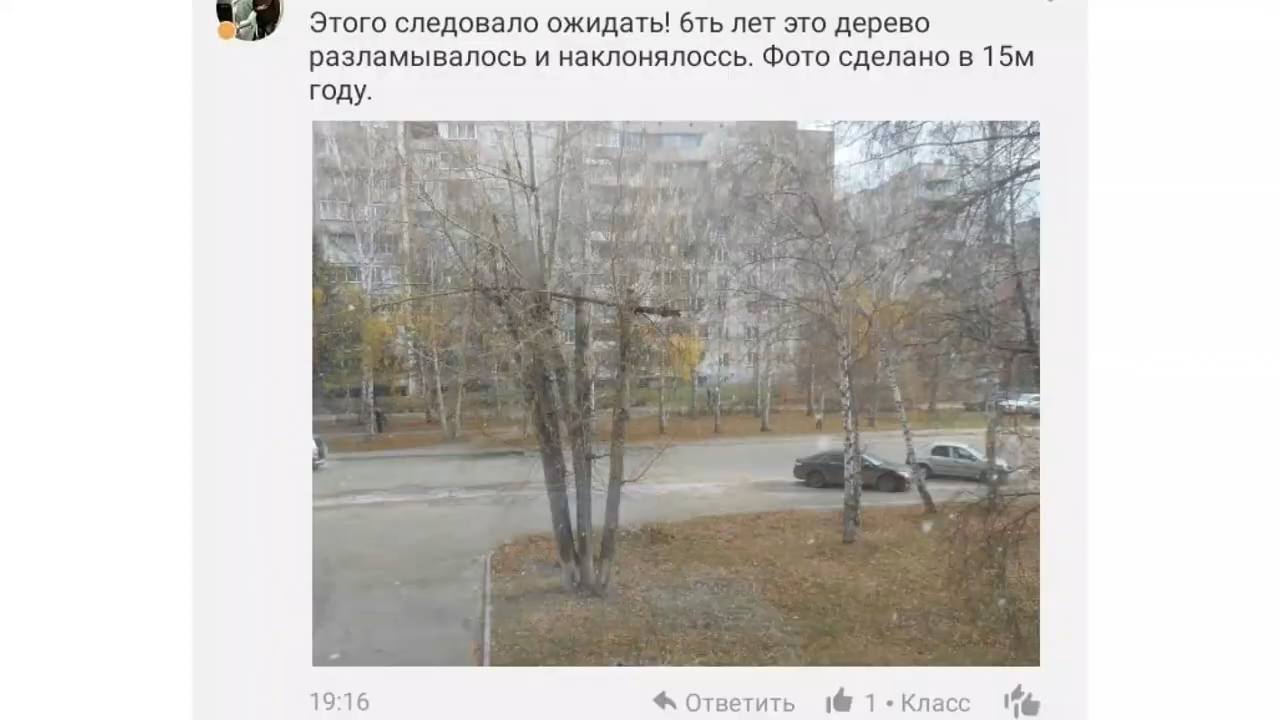 Этого следовало ожидать! 6ть лет это дерево
разламывалось и наклонялоссь. Фото сделано в 15м
году.
19:16 Ответить 1 • Класс